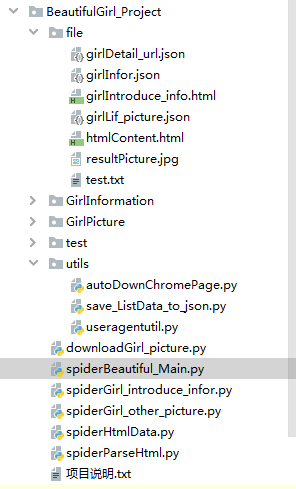 BeautifulGirl_Project
file
girlDetail_url.json
girlInfor.json
girlIntroduce_info.html
girlLif_picture.json
htmlContent.html
resultPicture.jpg
test.txt
GirlInformation
GirlPicture
test
utils
autoDownChromePage.py
save_ListData_to_json.py
useragentutil.py
downloadGirl_picture.py
spiderBeautiful_Main.py
spiderGirl_introduce_infor.py
spiderGirl_other_picture.py
spiderHtmlData.py
spiderParseHtml.py
项目说明.txt